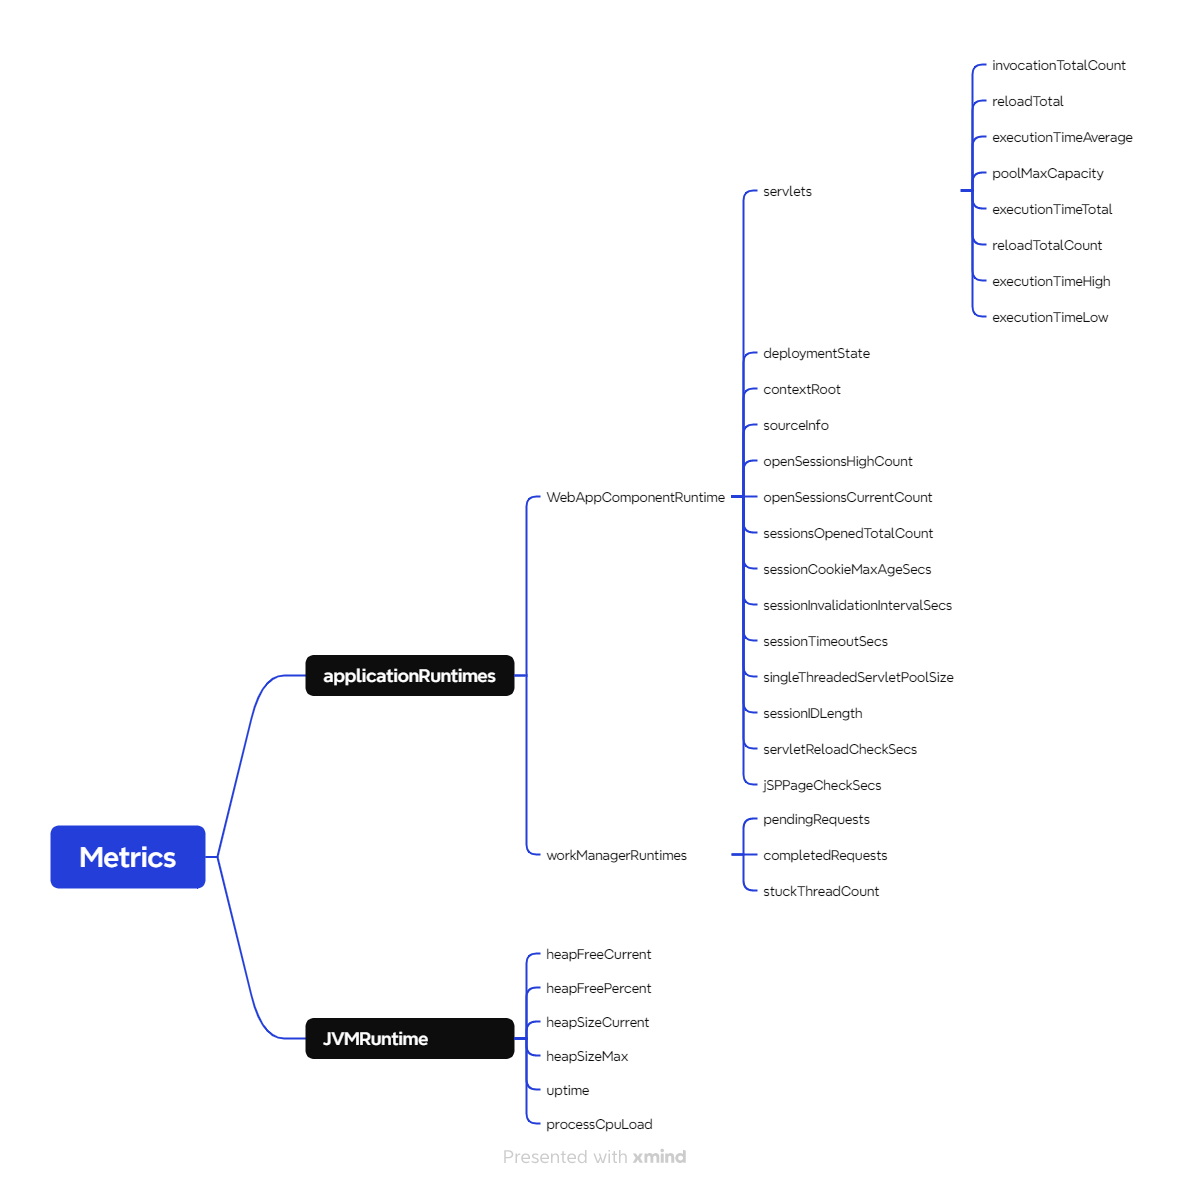 Metrics
applicationRuntimes
WebAppComponentRuntime
servlets
invocationTotalCount
reloadTotal
executionTimeAverage
poolMaxCapacity
executionTimeTotal
reloadTotalCount
executionTimeHigh
executionTimeLow
deploymentState
contextRoot
sourceInfo
openSessionsHighCount
openSessionsCurrentCount
sessionsOpenedTotalCount
sessionCookieMaxAgeSecs
sessionInvalidationIntervalSecs
sessionTimeoutSecs
singleThreadedServletPoolSize
sessionIDLength
servletReloadCheckSecs
jSPPageCheckSecs
workManagerRuntimes
pendingRequests
completedRequests
stuckThreadCount
JVMRuntime
heapFreeCurrent
heapFreePercent
heapSizeCurrent
heapSizeMax
uptime
processCpuLoad
Presented with xmind